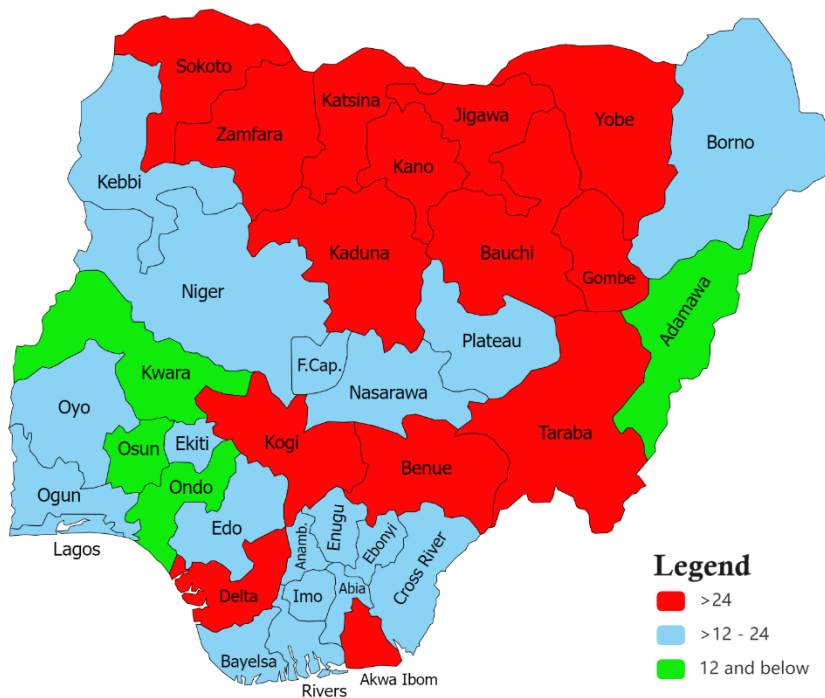 Sokoto
Katsina
Jigawa
Yobe
Zamfara
Borno
Kano
Kebbi
Kaduna
Bauchi
Gombe
Niger
Adamawa
Plateau
F.Cap.
Kwara
Nasarawa
Oyo
Taraba
Osun
Ekiti
Kogi
Benue
Ondo
Ogun
Edo
Anamb.
Enugu
Ebonyi
Cross River
Lagos
Delta
Imo
Abia
Bayelsa
Rivers
Akwa Ibom
Legend
>24
>12 - 24
12 and below